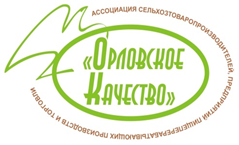 АССОЦИАЦИЯ СЕЛЬХОЗТОВАРОПРОИЗВОДИТЕЛЕЙ, ПРЕДПРИЯТИЙ ПИЩЕПЕРЕРАБАТЫВАЮЩИХ ПРОИЗВОДСТВ И ТОРГОВЛИ
«ОРЛОВСКОЕ
КАЧЕСТВО»